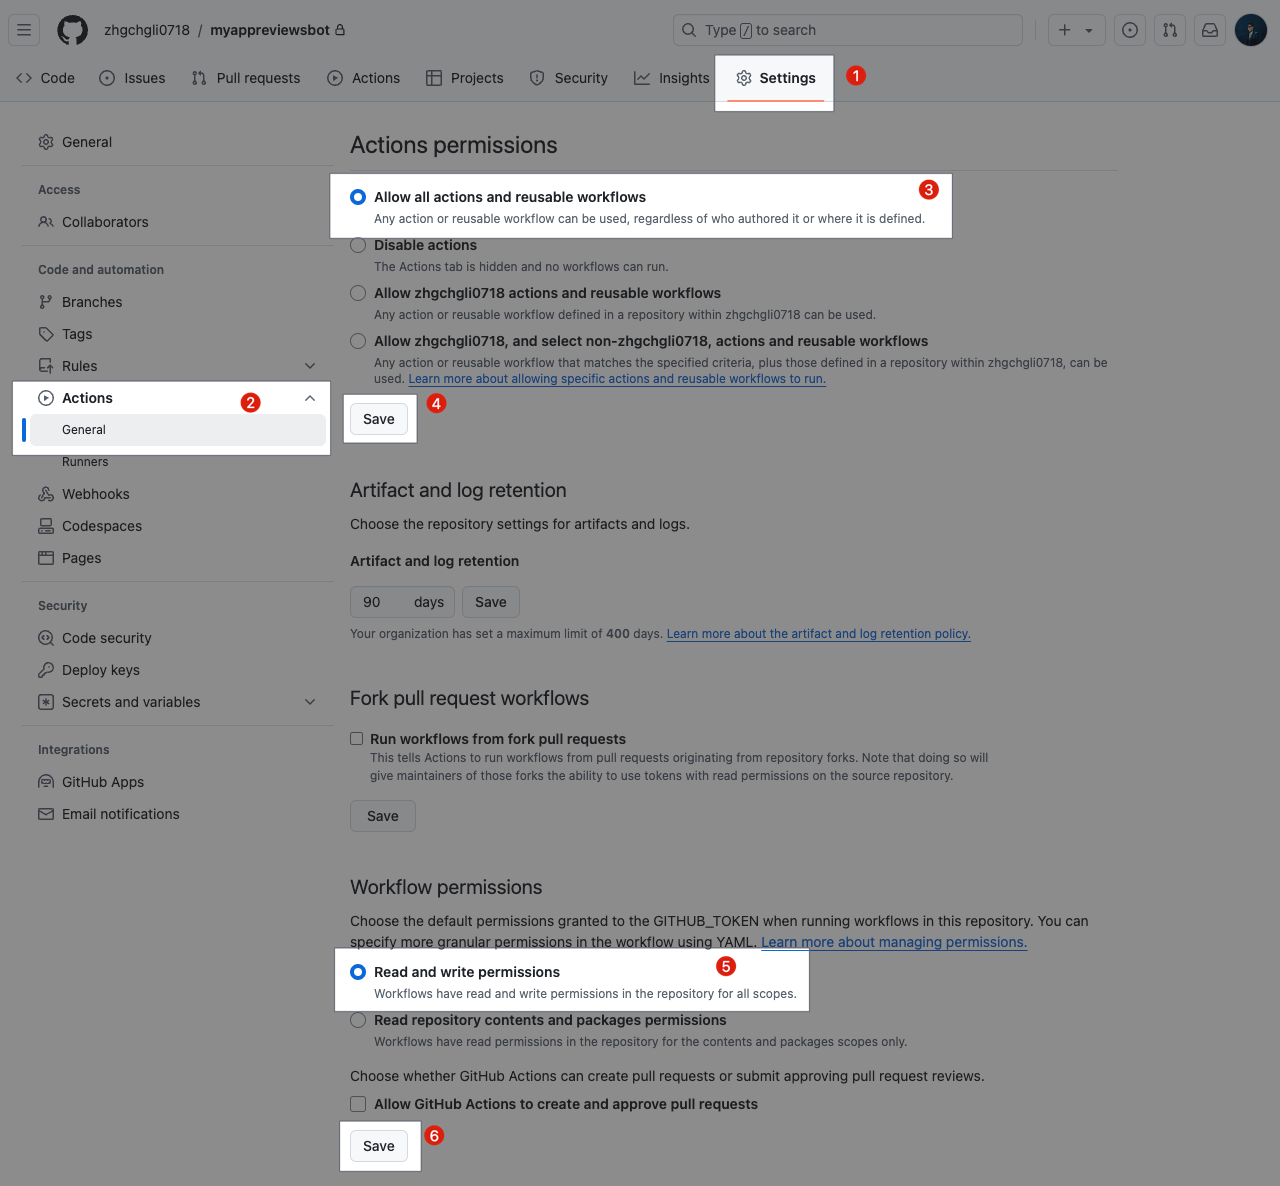 zhgchgli0718 / myappreviewsbot
Type / to search
Code
Issues
Pull requests
Actions
Projects
Security
Insights
Settings
1
General
Access
Collaborators
Code and automation
Branches
Tags
Rules
Actions
2
General
Runners
Webhooks
Codespaces
Pages
Security
Code security
Deploy keys
Secrets and variables
Integrations
GitHub Apps
Email notifications
Actions permissions
Allow all actions and reusable workflows
3
Any action or reusable workflow can be used, regardless of who authored it or where it is defined.
Disable actions
The Actions tab is hidden and no workflows can run.
Allow zhgchgli0718 actions and reusable workflows
Any action or reusable workflow defined in a repository within zhgchgli0718 can be used.
Allow zhgchgli0718, and select non-zhgchgli0718, actions and reusable workflows
Any action or reusable workflow that matches the specified criteria, plus those defined in a repository within zhgchgli0718, can be
used. Learn more about allowing specific actions and reusable workflows to run.
Save
4
Artifact and log retention
Choose the repository settings for artifacts and logs.
Artifact and log retention
90 days
Save
Your organization has set a maximum limit of 400 days. Learn more about the artifact and log retention policy.
Fork pull request workflows
Run workflows from fork pull requests
This tells Actions to run workflows from pull requests originating from repository forks. Note that doing so will
give maintainers of those forks the ability to use tokens with read permissions on the source repository.
Save
Workflow permissions
Choose the default permissions granted to the GITHUB_TOKEN when running workflows in this repository. You can
specify more granular permissions in the workflow using YAML. Learn more about managing permissions.
Read and write permissions
5
Workflows have read and write permissions in the repository for all scopes.
Read repository contents and packages permissions
Workflows have read permissions in the repository for the contents and packages scopes only.
Choose whether GitHub Actions can create pull requests or submit approving pull request reviews.
Allow GitHub Actions to create and approve pull requests
Save
6